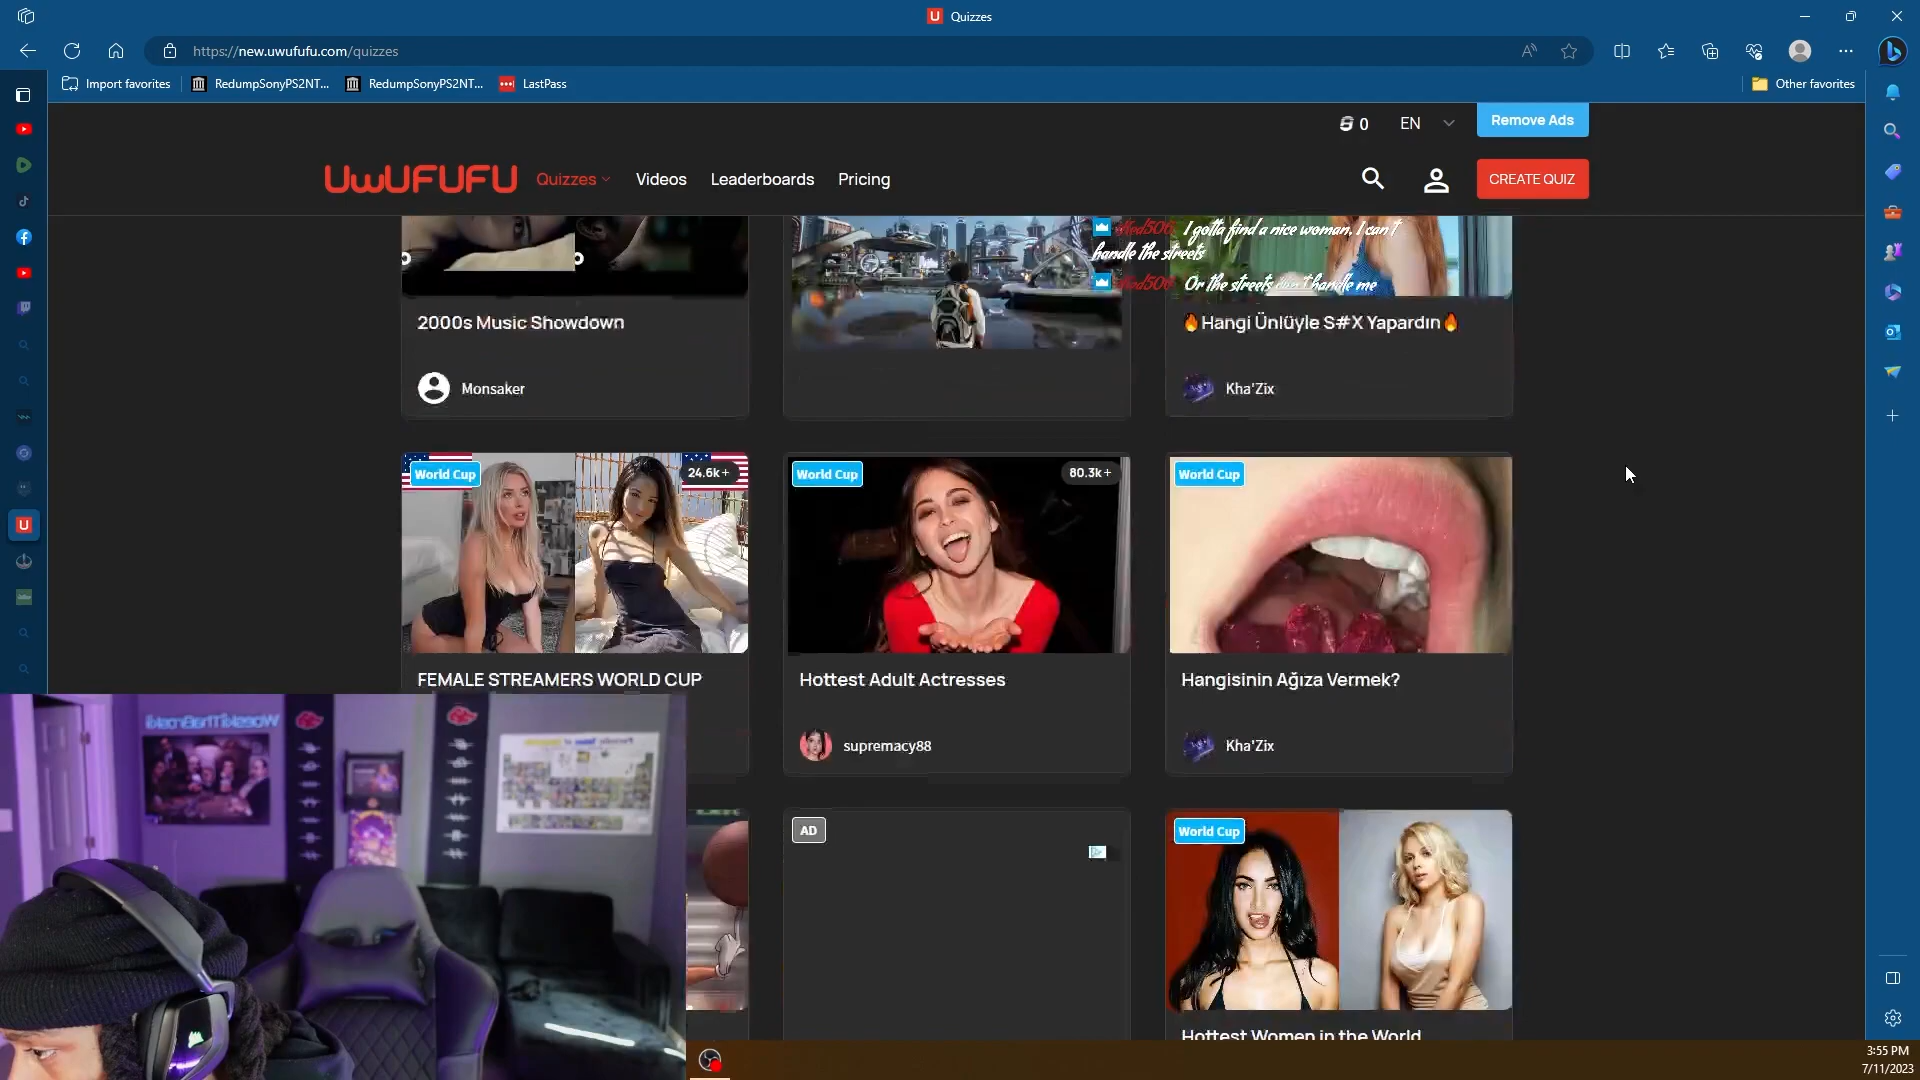 Quizzes
https://new.uwufufu.com/quizzes
Import favorites
RedumpSonyPS2NT...
RedumpSonyPS2NT...
LastPass
Other favorites
0
EN
Remove Ads
UwUFUFU
Quizzes
Videos
Leaderboards
Pricing
CREATE QUIZ
I gotta find a nice woman. I can't
handle the streets
Or the streets can't handle me
2000s Music Showdown
🔥Hangi Ünlüyle S#X Yapardın🔥
Monsaker
Kha'Zix
World Cup
24.6k+
World Cup
80.3k+
World Cup
FEMALE STREAMERS WORLD CUP
Hottest Adult Actresses
Hangisinin Ağıza Vermek?
supremacy88
Kha'Zix
AD
World Cup
Hottest Women in the World
3:55 PM
7/11/2023